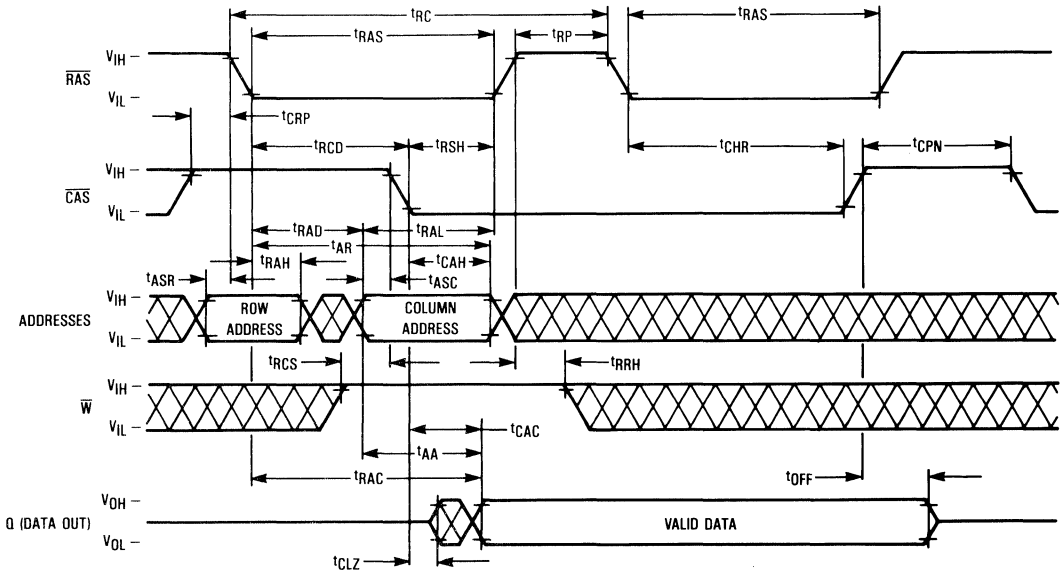 tRC
tRAS
tRP
tRAS
VIH
RAS
VIL
tCRP
tRCD
tRSH
tCHR
tCPN
VIH
CAS
VIL
tRAD
tRAL
tAR
tRAH
tCAH
tASR
tASC
VIH
ADDRESSES
VIL
ROW ADDRESS
COLUMN ADDRESS
tRCS
tRRH
VIH
W
VIL
tCAC
tAA
tRAC
tOFF
VOH
Q (DATA OUT)
VALID DATA
VOL
tCLZ